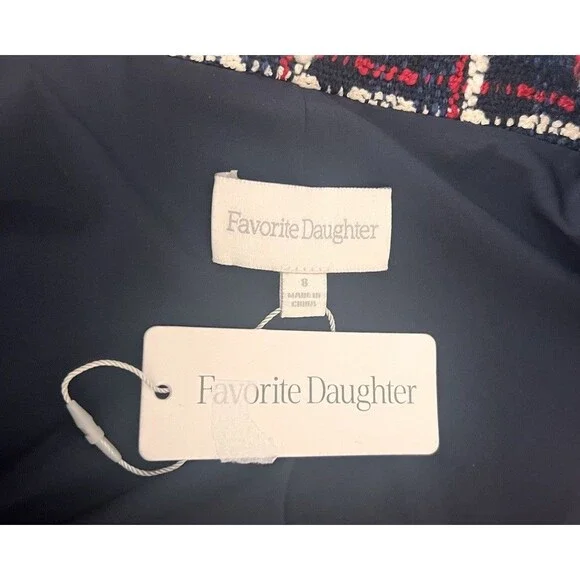 Favorite Daughter
8
MADE IN
CHINA
Favorite Daughter